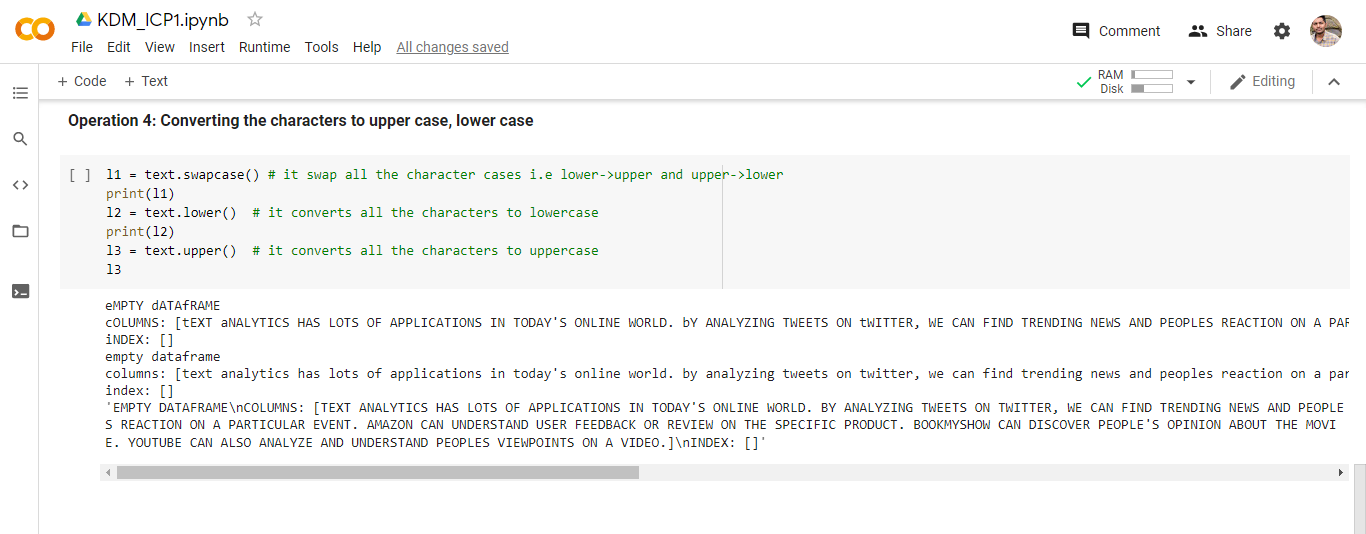 KDM_ICP1.ipynb
File Edit View Insert Runtime Tools Help All changes saved
Comment Share
+ Code + Text
RAM
Disk
Editing
Operation 4: Converting the characters to upper case, lower case
[ ] l1 = text.swapcase() # it swap all the character cases i.e lower->upper and upper->lower
print(l1)
l2 = text.lower()  # it converts all the characters to lowercase
print(l2)
l3 = text.upper()  # it converts all the characters to uppercase
l3
eMPTY dATAfRAME
cOLUMNS: [tEXT aNALYTICS HAS LOTS OF APPLICATIONS IN TODAY'S ONLINE WORLD. bY ANALYZING TWEETS ON tWITTER, WE CAN FIND TRENDING NEWS AND PEOPLES REACTION ON A PAR
iNDEX: []
empty dataframe
columns: [text analytics has lots of applications in today's online world. by analyzing tweets on twitter, we can find trending news and peoples reaction on a par
index: []
'EMPTY DATAFRAME\nCOLUMNS: [TEXT ANALYTICS HAS LOTS OF APPLICATIONS IN TODAY'S ONLINE WORLD. BY ANALYZING TWEETS ON TWITTER, WE CAN FIND TRENDING NEWS AND PEOPLE
S REACTION ON A PARTICULAR EVENT. AMAZON CAN UNDERSTAND USER FEEDBACK OR REVIEW ON THE SPECIFIC PRODUCT. BOOKMYSHOW CAN DISCOVER PEOPLE'S OPINION ABOUT THE MOVI
E. YOUTUBE CAN ALSO ANALYZE AND UNDERSTAND PEOPLES VIEWPOINTS ON A VIDEO.]\nINDEX: []'